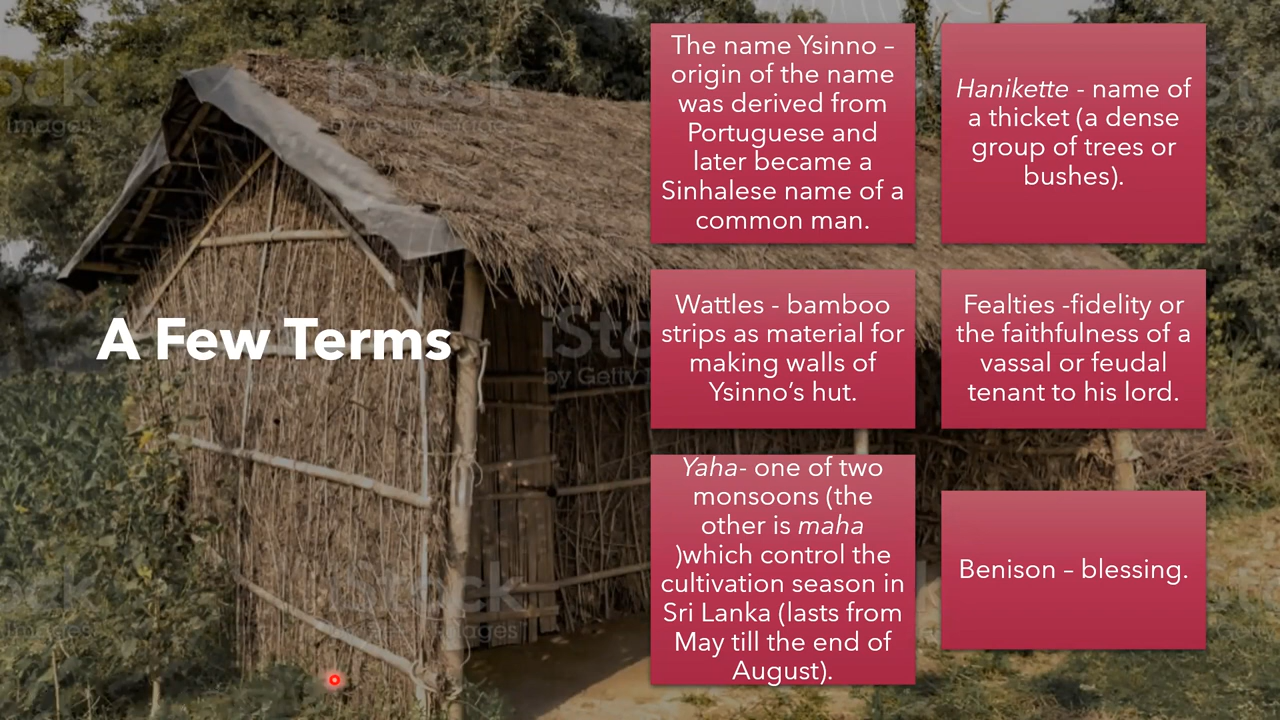 A Few Terms
The name Ysinno –
origin of the name
was derived from
Portuguese and
later became a
Sinhalese name of a
common man.
Hanikette - name of
a thicket (a dense
group of trees or
bushes).
Wattles - bamboo
strips as material for
making walls of
Ysinno’s hut.
Fealties -fidelity or
the faithfulness of a
vassal or feudal
tenant to his lord.
Yaha- one of two
monsoons (the
other is maha
)which control the
cultivation season in
Sri Lanka (lasts from
May till the end of
August).
Benison – blessing.
iStock
by Getty Images